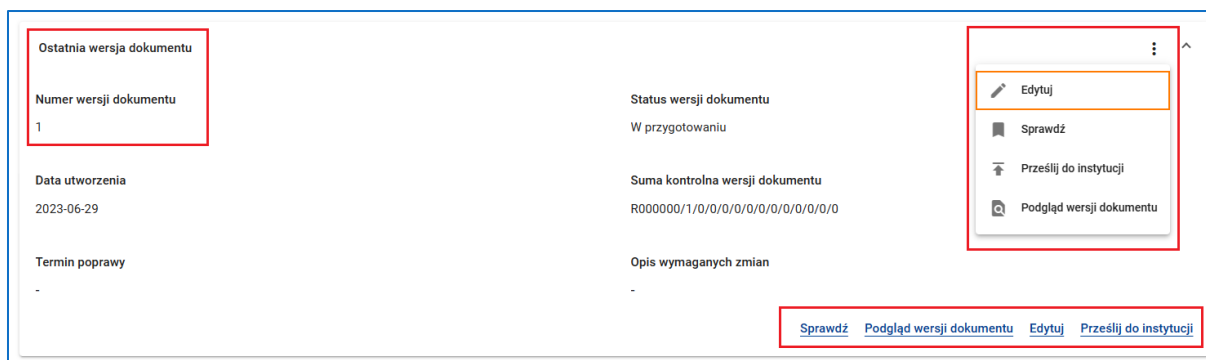 Ostatnia wersja dokumentu
Edytuj
Numer wersji dokumentu
Status wersji dokumentu
1
W przygotowaniu
Sprawdź
Prześlij do instytucji
Data utworzenia
Suma kontrolna wersji dokumentu
2023-06-29
R000000/1/0/0/0/0/0/0/0/0/0/0/0/0
Podgląd wersji dokumentu
Termin poprawy
Opis wymaganych zmian
-
-
Sprawdź Podgląd wersji dokumentu Edytuj Prześlij do instytucji